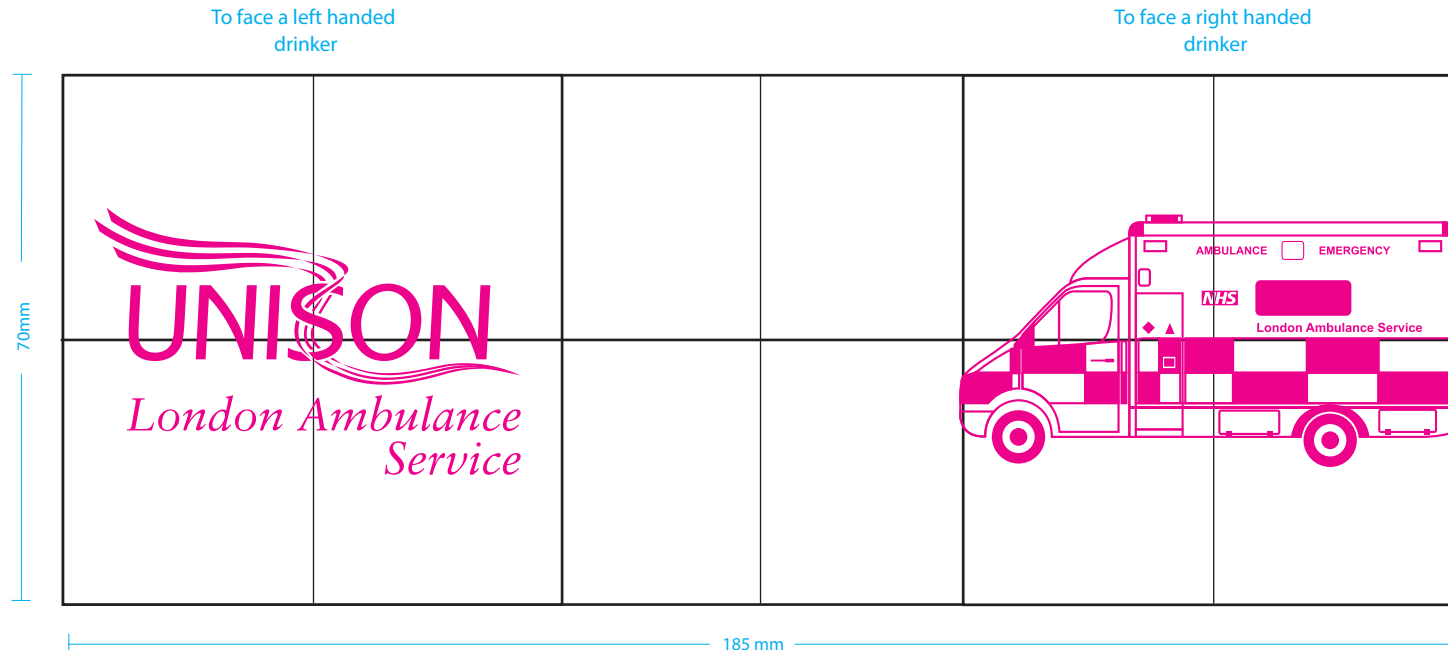 To face a left handed
drinker
To face a right handed
drinker
70mm
UNISON
London Ambulance
Service
AMBULANCE
EMERGENCY
NHS
London Ambulance Service
185 mm